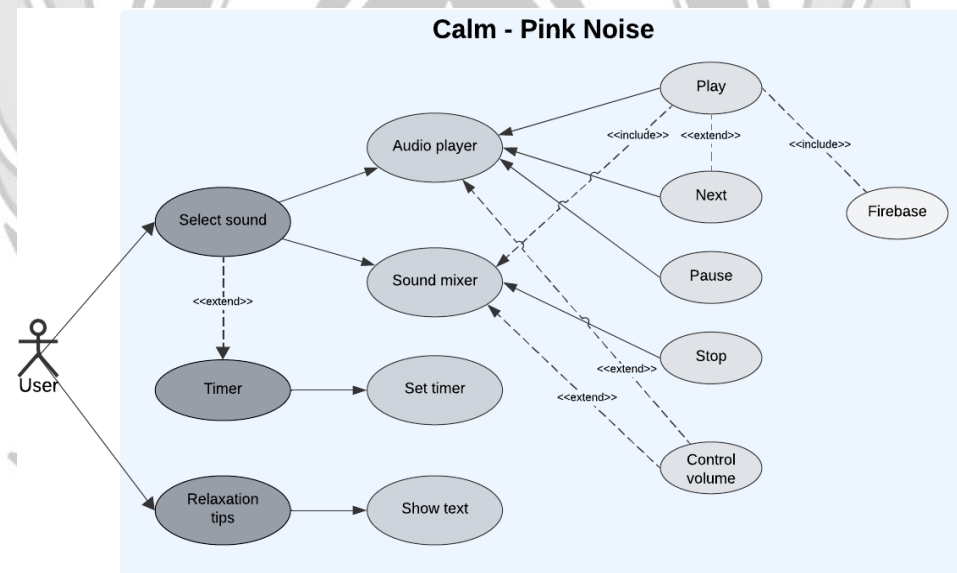 Calm - Pink Noise
Play
<<include>>
<<extend>>
<<include>>
Audio player
Next
Firebase
Select sound
Sound mixer
Pause
<<extend>>
Stop
User
Timer
Set timer
<<extend>>
<<extend>>
Control
volume
Relaxation
tips
Show text